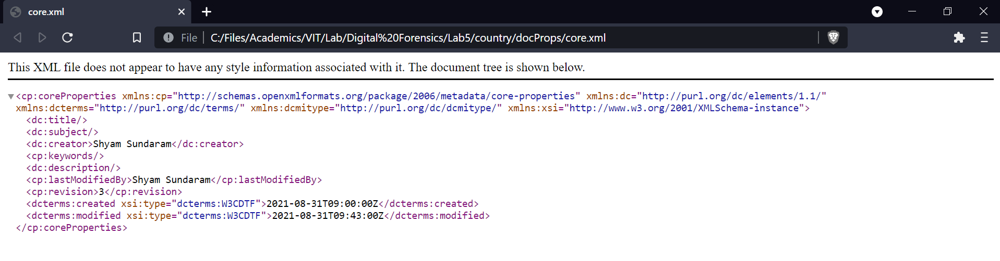 core.xml
File C:/Files/Academics/VIT/Lab/Digital%20Forensics/Lab5/country/docProps/core.xml
This XML file does not appear to have any style information associated with it. The document tree is shown below.
<cp:coreProperties xmlns:cp="http://schemas.openxmlformats.org/package/2006/metadata/core-properties" xmlns:dc="http://purl.org/dc/elements/1.1/"
xmlns:dcterms="http://purl.org/dc/terms/" xmlns:dcmitype="http://purl.org/dc/dcmitype/" xmlns:xsi="http://www.w3.org/2001/XMLSchema-instance">
<dc:title/>
<dc:subject/>
<dc:creator>Shyam Sundaram</dc:creator>
<cp:keywords/>
<dc:description/>
<cp:lastModifiedBy>Shyam Sundaram</cp:lastModifiedBy>
<cp:revision>3</cp:revision>
<dcterms:created xsi:type="dcterms:W3CDTF">2021-08-31T09:00:00Z</dcterms:created>
<dcterms:modified xsi:type="dcterms:W3CDTF">2021-08-31T09:43:00Z</dcterms:modified>
</cp:coreProperties>